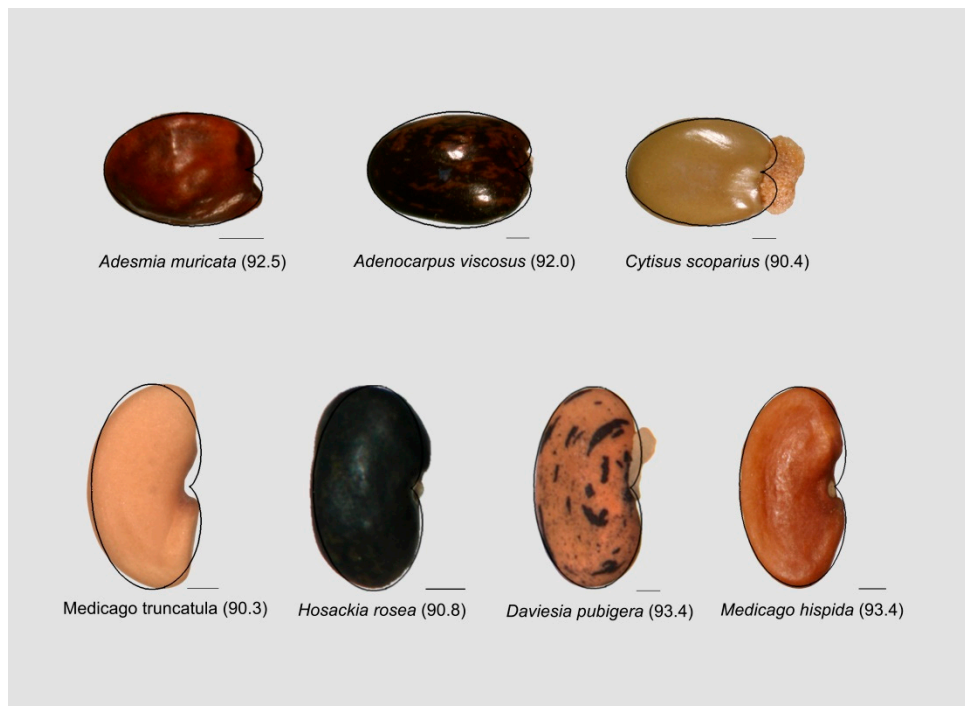 Adesmia muricata (92.5)
Adenocarpus viscosus (92.0)
Cytisus scoparius (90.4)
Medicago truncatula (90.3)
Hosackia rosea (90.8)
Daviesia pubigera (93.4)
Medicago hispida (93.4)